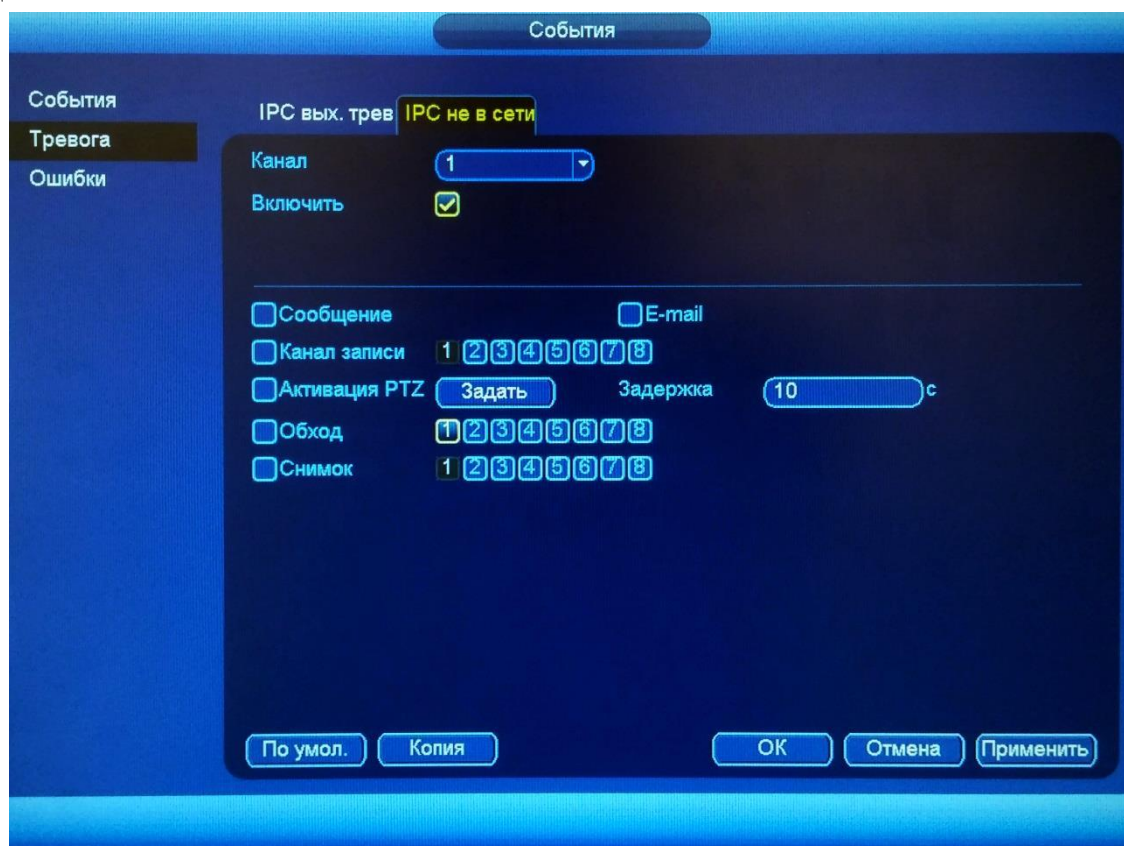 События
События
Тревога
Ошибки
IPC вых. трев IPC не в сети
Канал 1
Включить
Сообщение E-mail
Канал записи 1 2 3 4 5 6 7 8
Активация PTZ Задать Задержка 10 с
Обход 1 2 3 4 5 6 7 8
Снимок 1 2 3 4 5 6 7 8
По умол. Копия ОК Отмена Применить